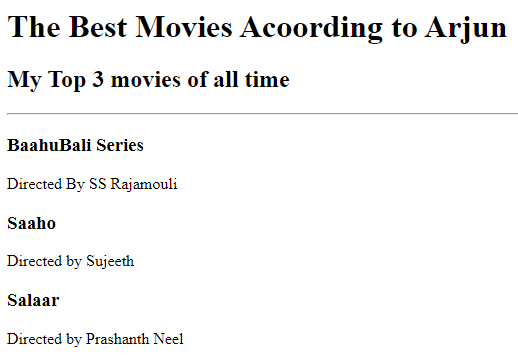 The Best Movies Acoording to Arjun
My Top 3 movies of all time
BaahuBali Series
Directed By SS Rajamouli
Saaho
Directed by Sujeeth
Salaar
Directed by Prashanth Neel